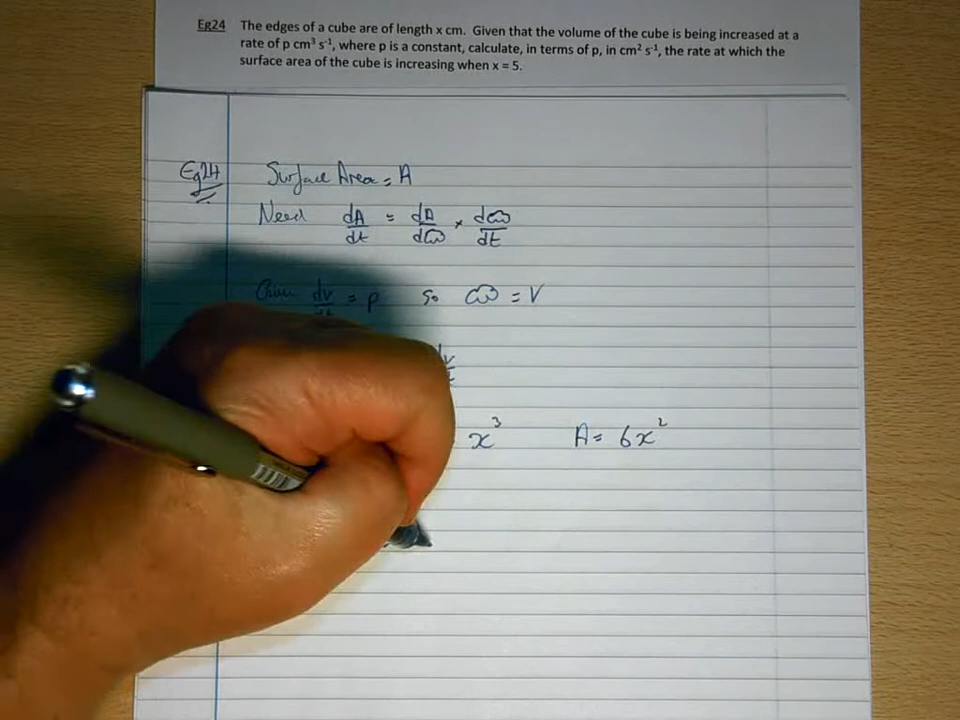 Eg24 The edges of a cube are of length x cm. Given that the volume of the cube is being increased at a
rate of p cm³ s⁻¹, where p is a constant, calculate, in terms of p, in cm² s⁻¹, the rate at which the
surface area of the cube is increasing when x = 5.
Eg24 Surface Area = A
Need dA/dt = dA/d × d/dt
Given dv/dt = p so = V
x³ A = 6x²